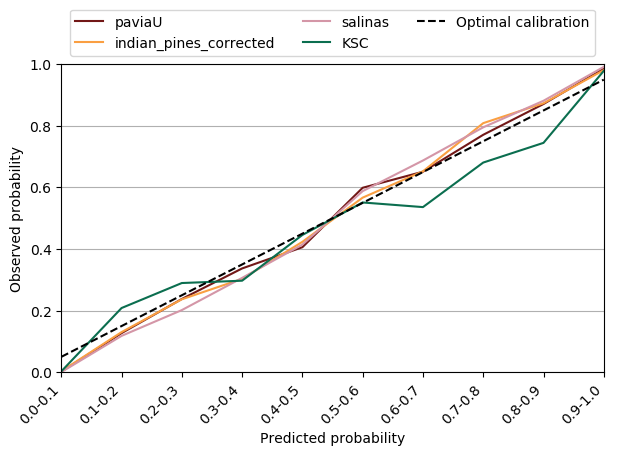 paviaU
indian_pines_corrected
salinas
KSC
Optimal calibration
1.0
0.8
0.6
0.4
0.2
0.0
Observed probability
0.0-0.1
0.1-0.2
0.2-0.3
0.3-0.4
0.4-0.5
0.5-0.6
0.6-0.7
0.7-0.8
0.8-0.9
0.9-1.0
Predicted probability